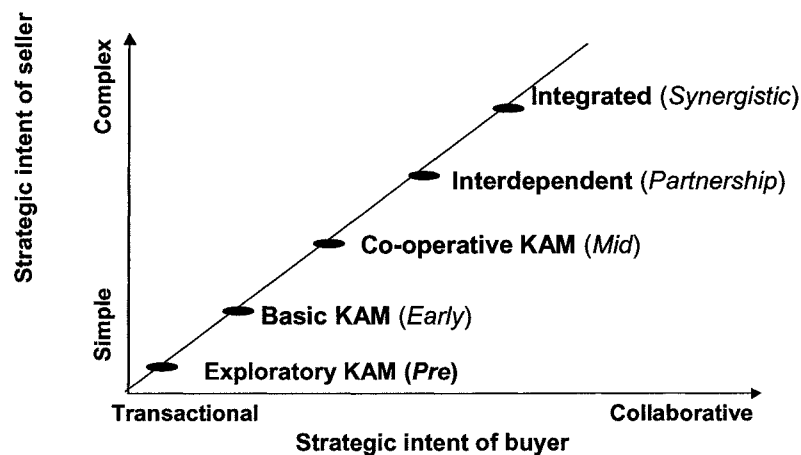 Strategic intent of seller
Complex
Simple
Integrated (Synergistic)
Interdependent (Partnership)
Co-operative KAM (Mid)
Basic KAM (Early)
Exploratory KAM (Pre)
Transactional
Collaborative
Strategic intent of buyer